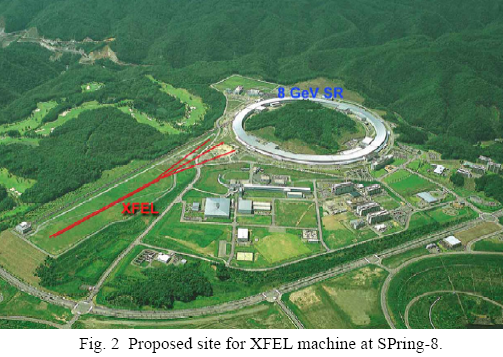 8 GeV SR
XFEL
Fig. 2 Proposed site for XFEL machine at SPring-8.